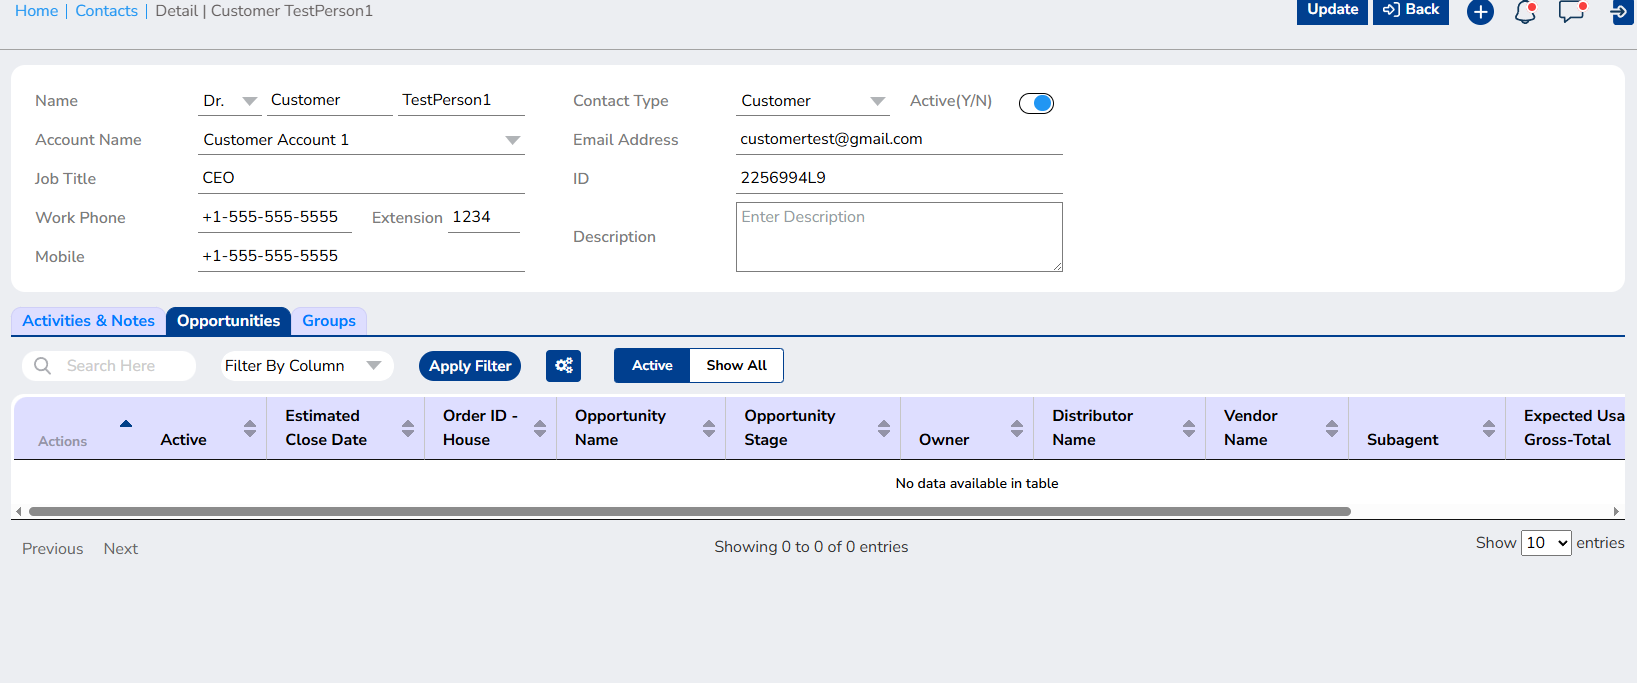 Home | Contacts | Detail | Customer TestPerson1
Update Back
Name Dr. Customer TestPerson1 Contact Type Customer Active(Y/N)
Account Name Customer Account 1 Email Address customertest@gmail.com
Job Title CEO ID 2256994L9
Work Phone +1-555-555-5555 Extension 1234 Description Enter Description
Mobile +1-555-555-5555
Activities & Notes Opportunities Groups
Search Here Filter By Column Apply Filter Active Show All
Actions Active Estimated Close Date Order ID - House Opportunity Name Opportunity Stage Owner Distributor Name Vendor Name Subagent Expected Usa Gross-Total
No data available in table
Previous Next Showing 0 to 0 of 0 entries Show 10 entries